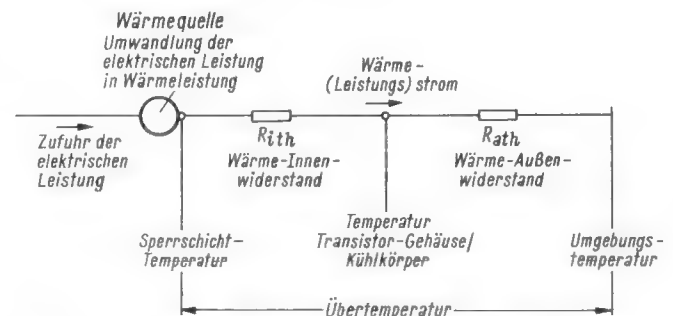 Wärmequelle
Umwandlung der
elektrischen Leistung
in Wärmeleistung
Wärme-
(Leistungs) strom
Zufuhr der
elektrischen
Leistung
Rith
Wärme-Innen-
widerstand
Rath
Wärme-Außen-
widerstand
Sperrschicht-
Temperatur
Temperatur
Transistor-Gehäuse/
Kühlkörper
Umgebungs-
temperatur
Übertemperatur